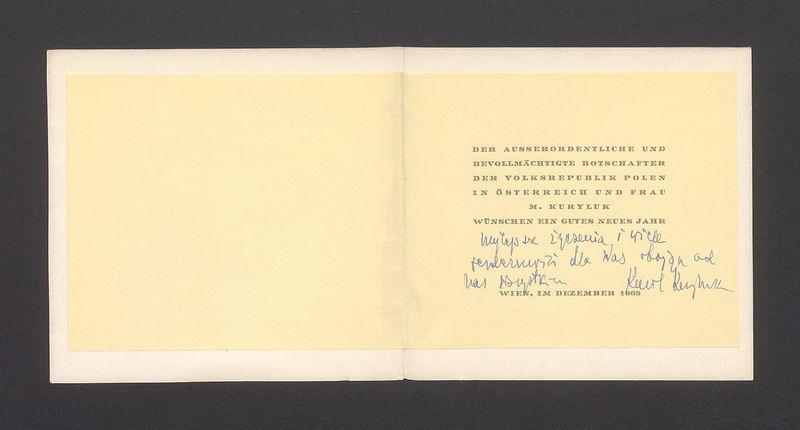 DER AUSSERORDENTLICHE UND
BEVOLLMÄCHTIGTE BOTSCHAFTER
DER VOLKSREPUBLIK POLEN
IN ÖSTERREICH UND FRAU
M. KURYLUK
WÜNSCHEN EIN GUTES NEUES JAHR
Najlepsze życzenia i wiele
serdeczności dla Was obojga od
nas wszystkich Karol Kuryluk
WIEN, IM DEZEMBER 1963